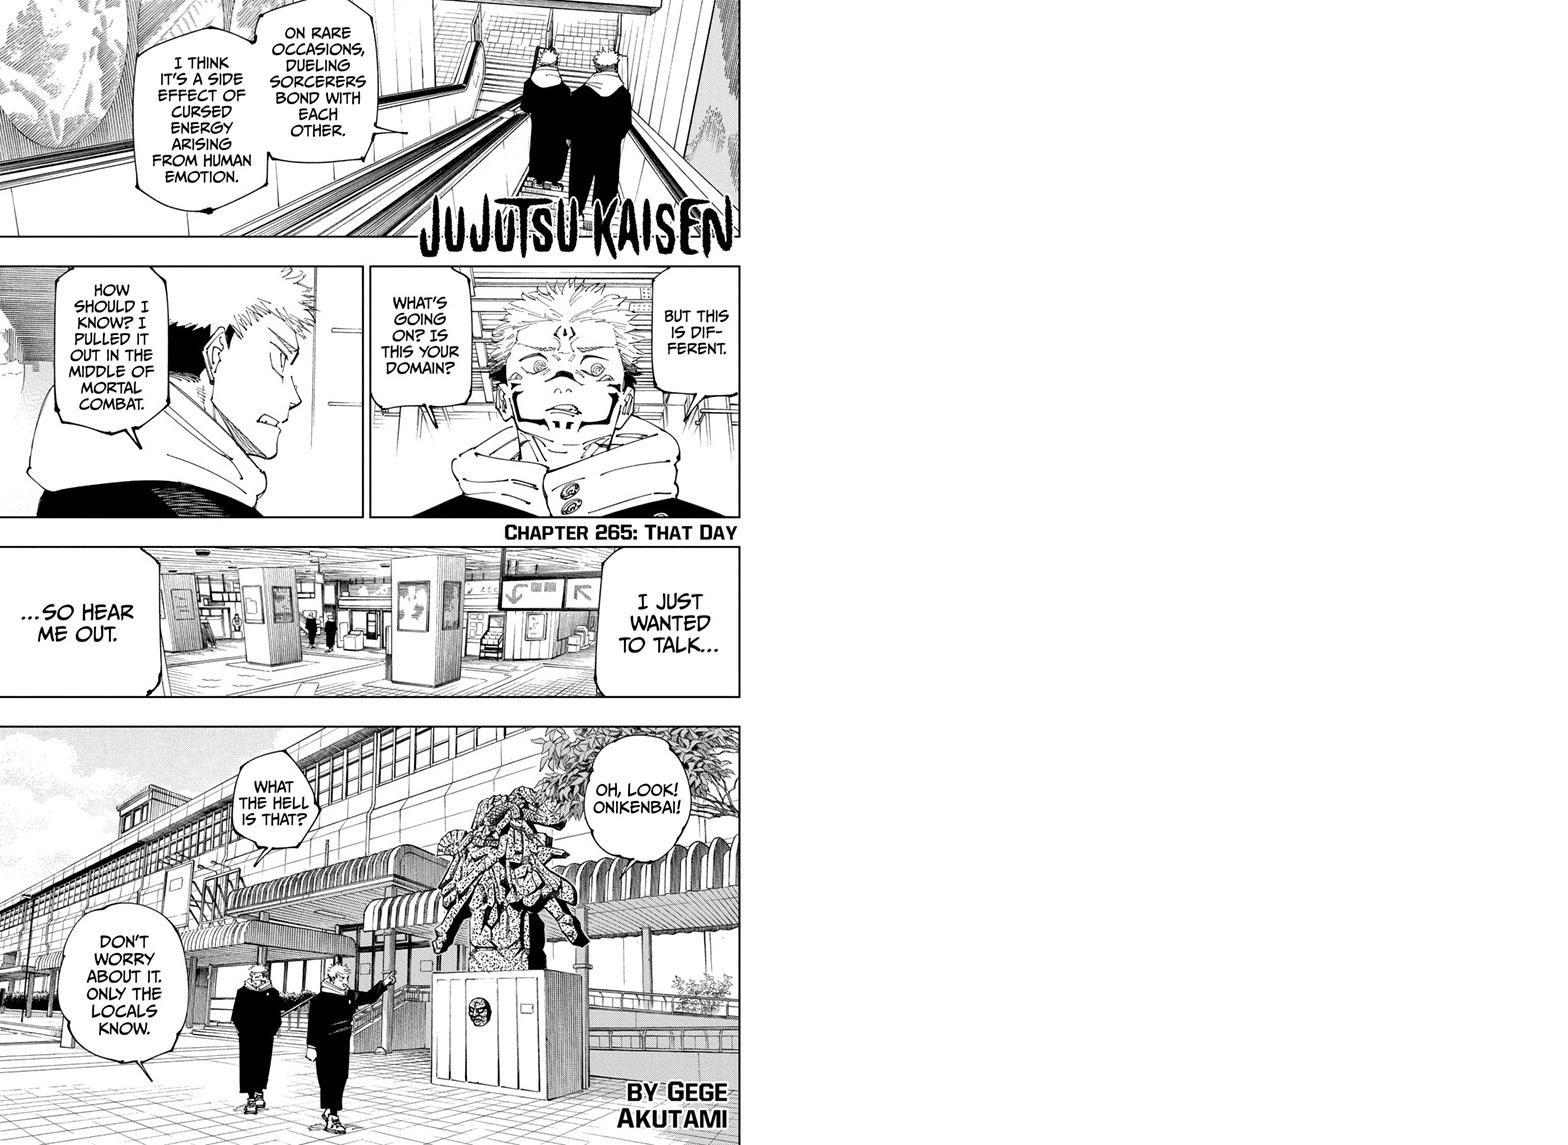 ON RARE
OCCASIONS,
DUELING
SORCERERS
BOND WITH
EACH
OTHER.
I THINK
IT'S A SIDE
EFFECT OF
CURSED
ENERGY
ARISING
FROM HUMAN
EMOTION.
JUJUTSU KAISEN
BUT THIS
IS DIF-
FERENT.
WHAT'S
GOING
ON? IS
THIS YOUR
DOMAIN?
HOW
SHOULD I
KNOW? I
PULLED IT
OUT IN THE
MIDDLE OF
MORTAL
COMBAT.
CHAPTER 265: THAT DAY
I JUST
WANTED
TO TALK...
...SO HEAR
ME OUT.
OH, LOOK!
ONIKENBAI!
WHAT
THE HELL
IS THAT?
DON'T
WORRY
ABOUT IT.
ONLY THE
LOCALS
KNOW.
BY GEGE
AKUTAMI